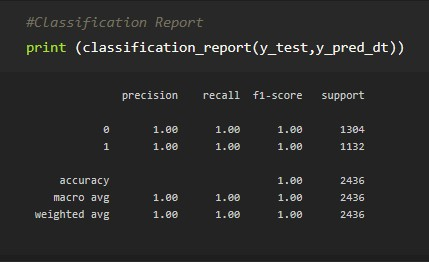 #Classification Report
print (classification_report(y_test,y_pred_dt))
precision recall f1-score support
0 1.00 1.00 1.00 1304
1 1.00 1.00 1.00 1132
accuracy 1.00 2436
macro avg 1.00 1.00 1.00 2436
weighted avg 1.00 1.00 1.00 2436